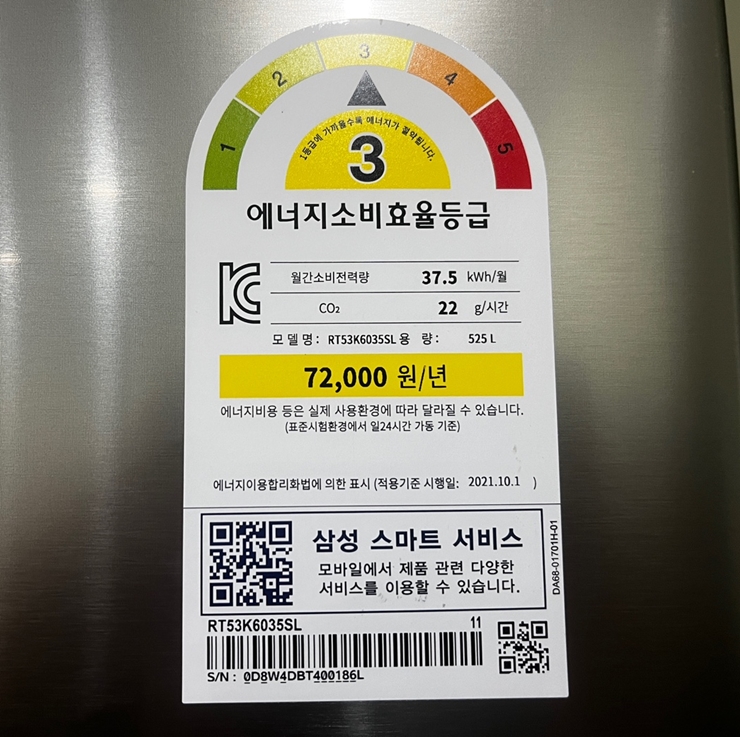 1 2 3 4 5
1등급에 가까울수록 에너지가 절약됩니다.
3
에너지소비효율등급
월간소비전력량 37.5 kWh/월
CO₂ 22 g/시간
모델명: RT53K6035SL 용 량: 525 L
72,000 원/년
에너지비용 등은 실제 사용환경에 따라 달라질 수 있습니다.
(표준시험환경에서 일24시간 가동 기준)
에너지이용합리화법에 의한 표시 (적용기준 시행일: 2021.10.1 )
삼성 스마트 서비스
모바일에서 제품 관련 다양한
서비스를 이용할 수 있습니다.
DA68-01701H-01
RT53K6035SL 11
S/N : 0D8W4DBT400186L